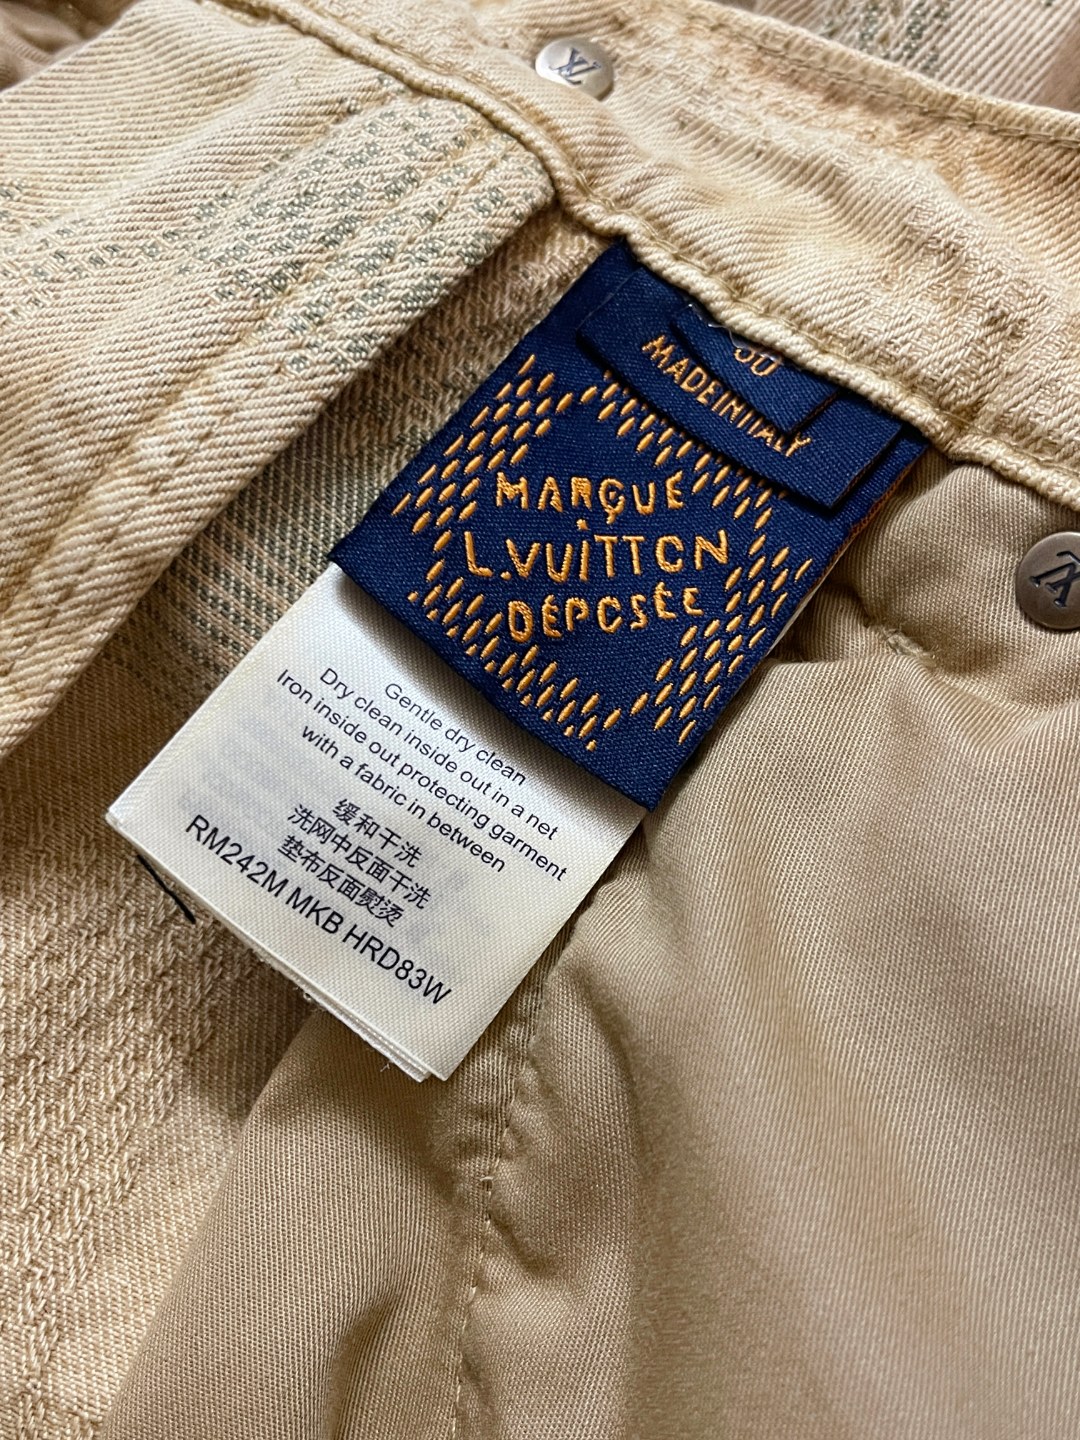 LV
MADE IN ITALY
MARQUE
L.VUITTON
DÉPOSÉE
Gentle dry clean
Dry clean inside out in a net
Iron inside out protecting garment
with a fabric in between
缓和干洗
洗网中反面干洗
垫布反面熨烫
RM242M MKB HRD83W
LV